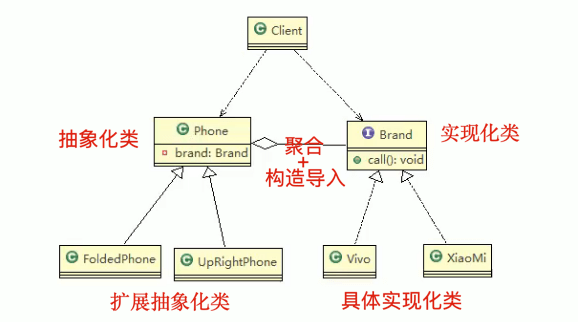 Client
抽象化类
Phone
brand: Brand
聚合
+
构造导入
Brand
call(): void
实现化类
FoldedPhone
UpRightPhone
Vivo
XiaoMi
扩展抽象化类
具体实现化类